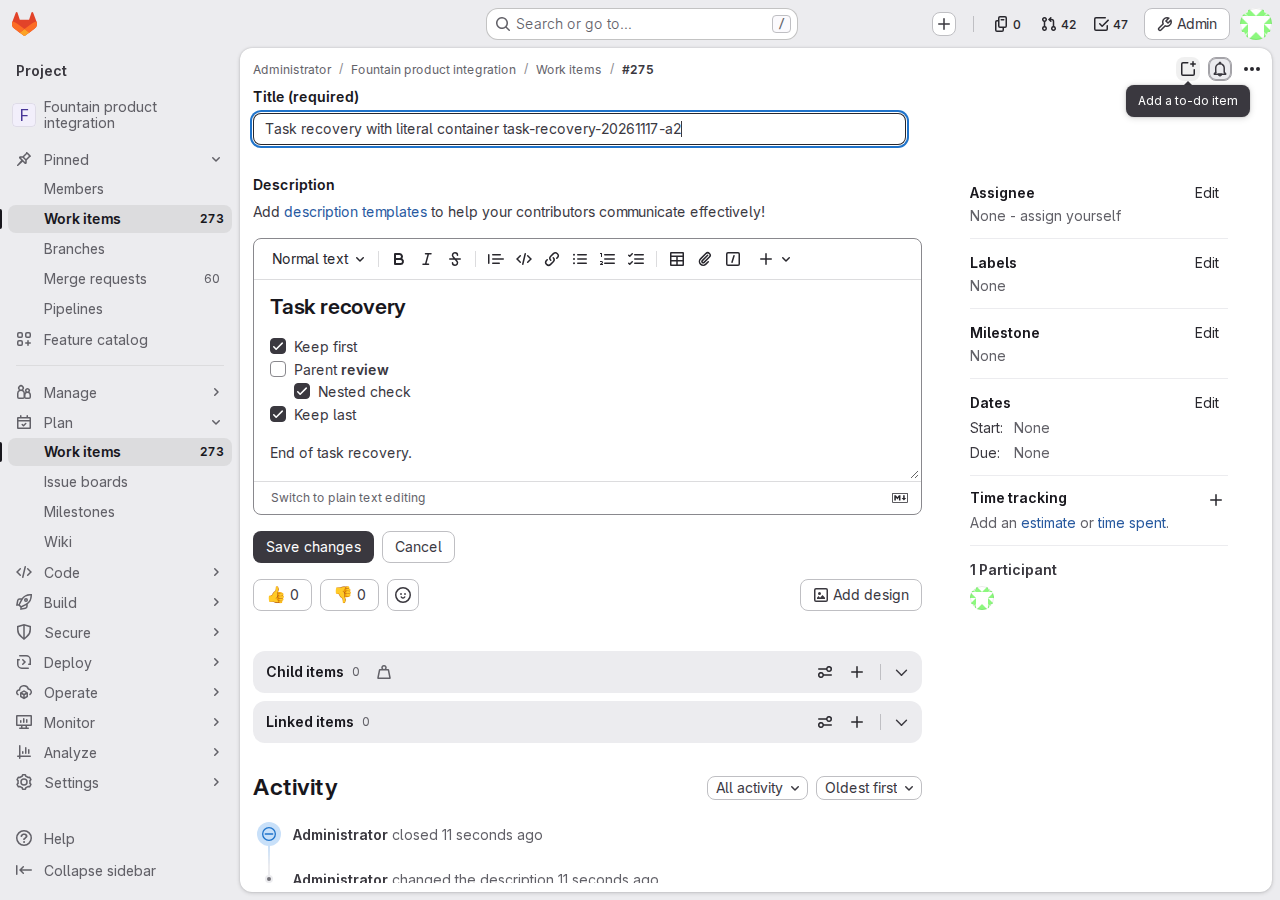 Search or go to...
/
0
42
47
Admin
Project
F
Fountain product integration
Pinned
Members
Work items 273
Branches
Merge requests 60
Pipelines
Feature catalog
Manage
Plan
Work items 273
Issue boards
Milestones
Wiki
Code
Build
Secure
Deploy
Operate
Monitor
Analyze
Settings
Help
Collapse sidebar
Administrator / Fountain product integration / Work items / #275
Add a to-do item
Title (required)
Task recovery with literal container task-recovery-20261117-a2
Description
Add description templates to help your contributors communicate effectively!
Normal text
Task recovery
Keep first
Parent review
Nested check
Keep last
End of task recovery.
Switch to plain text editing
Save changes
Cancel
👍 0
👎 0
Add design
Child items 0
Linked items 0
Activity
All activity
Oldest first
Administrator closed 11 seconds ago
Administrator changed the description 11 seconds ago
Assignee Edit
None - assign yourself
Labels Edit
None
Milestone Edit
None
Dates Edit
Start: None
Due: None
Time tracking
Add an estimate or time spent.
1 Participant